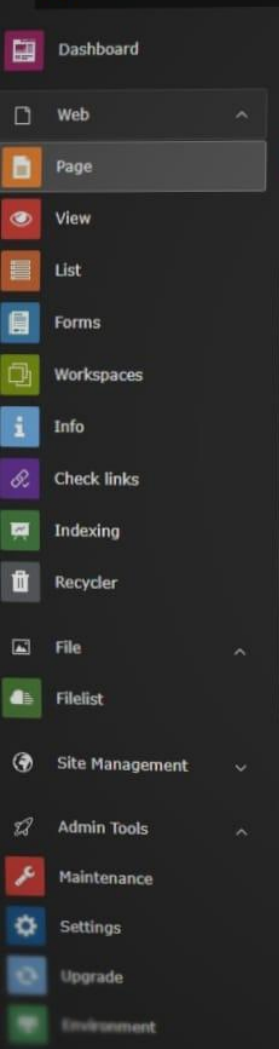 Dashboard
Web
Page
View
List
Forms
Workspaces
Info
Check links
Indexing
Recycler
File
Filelist
Site Management
Admin Tools
Maintenance
Settings
Upgrade
Environment